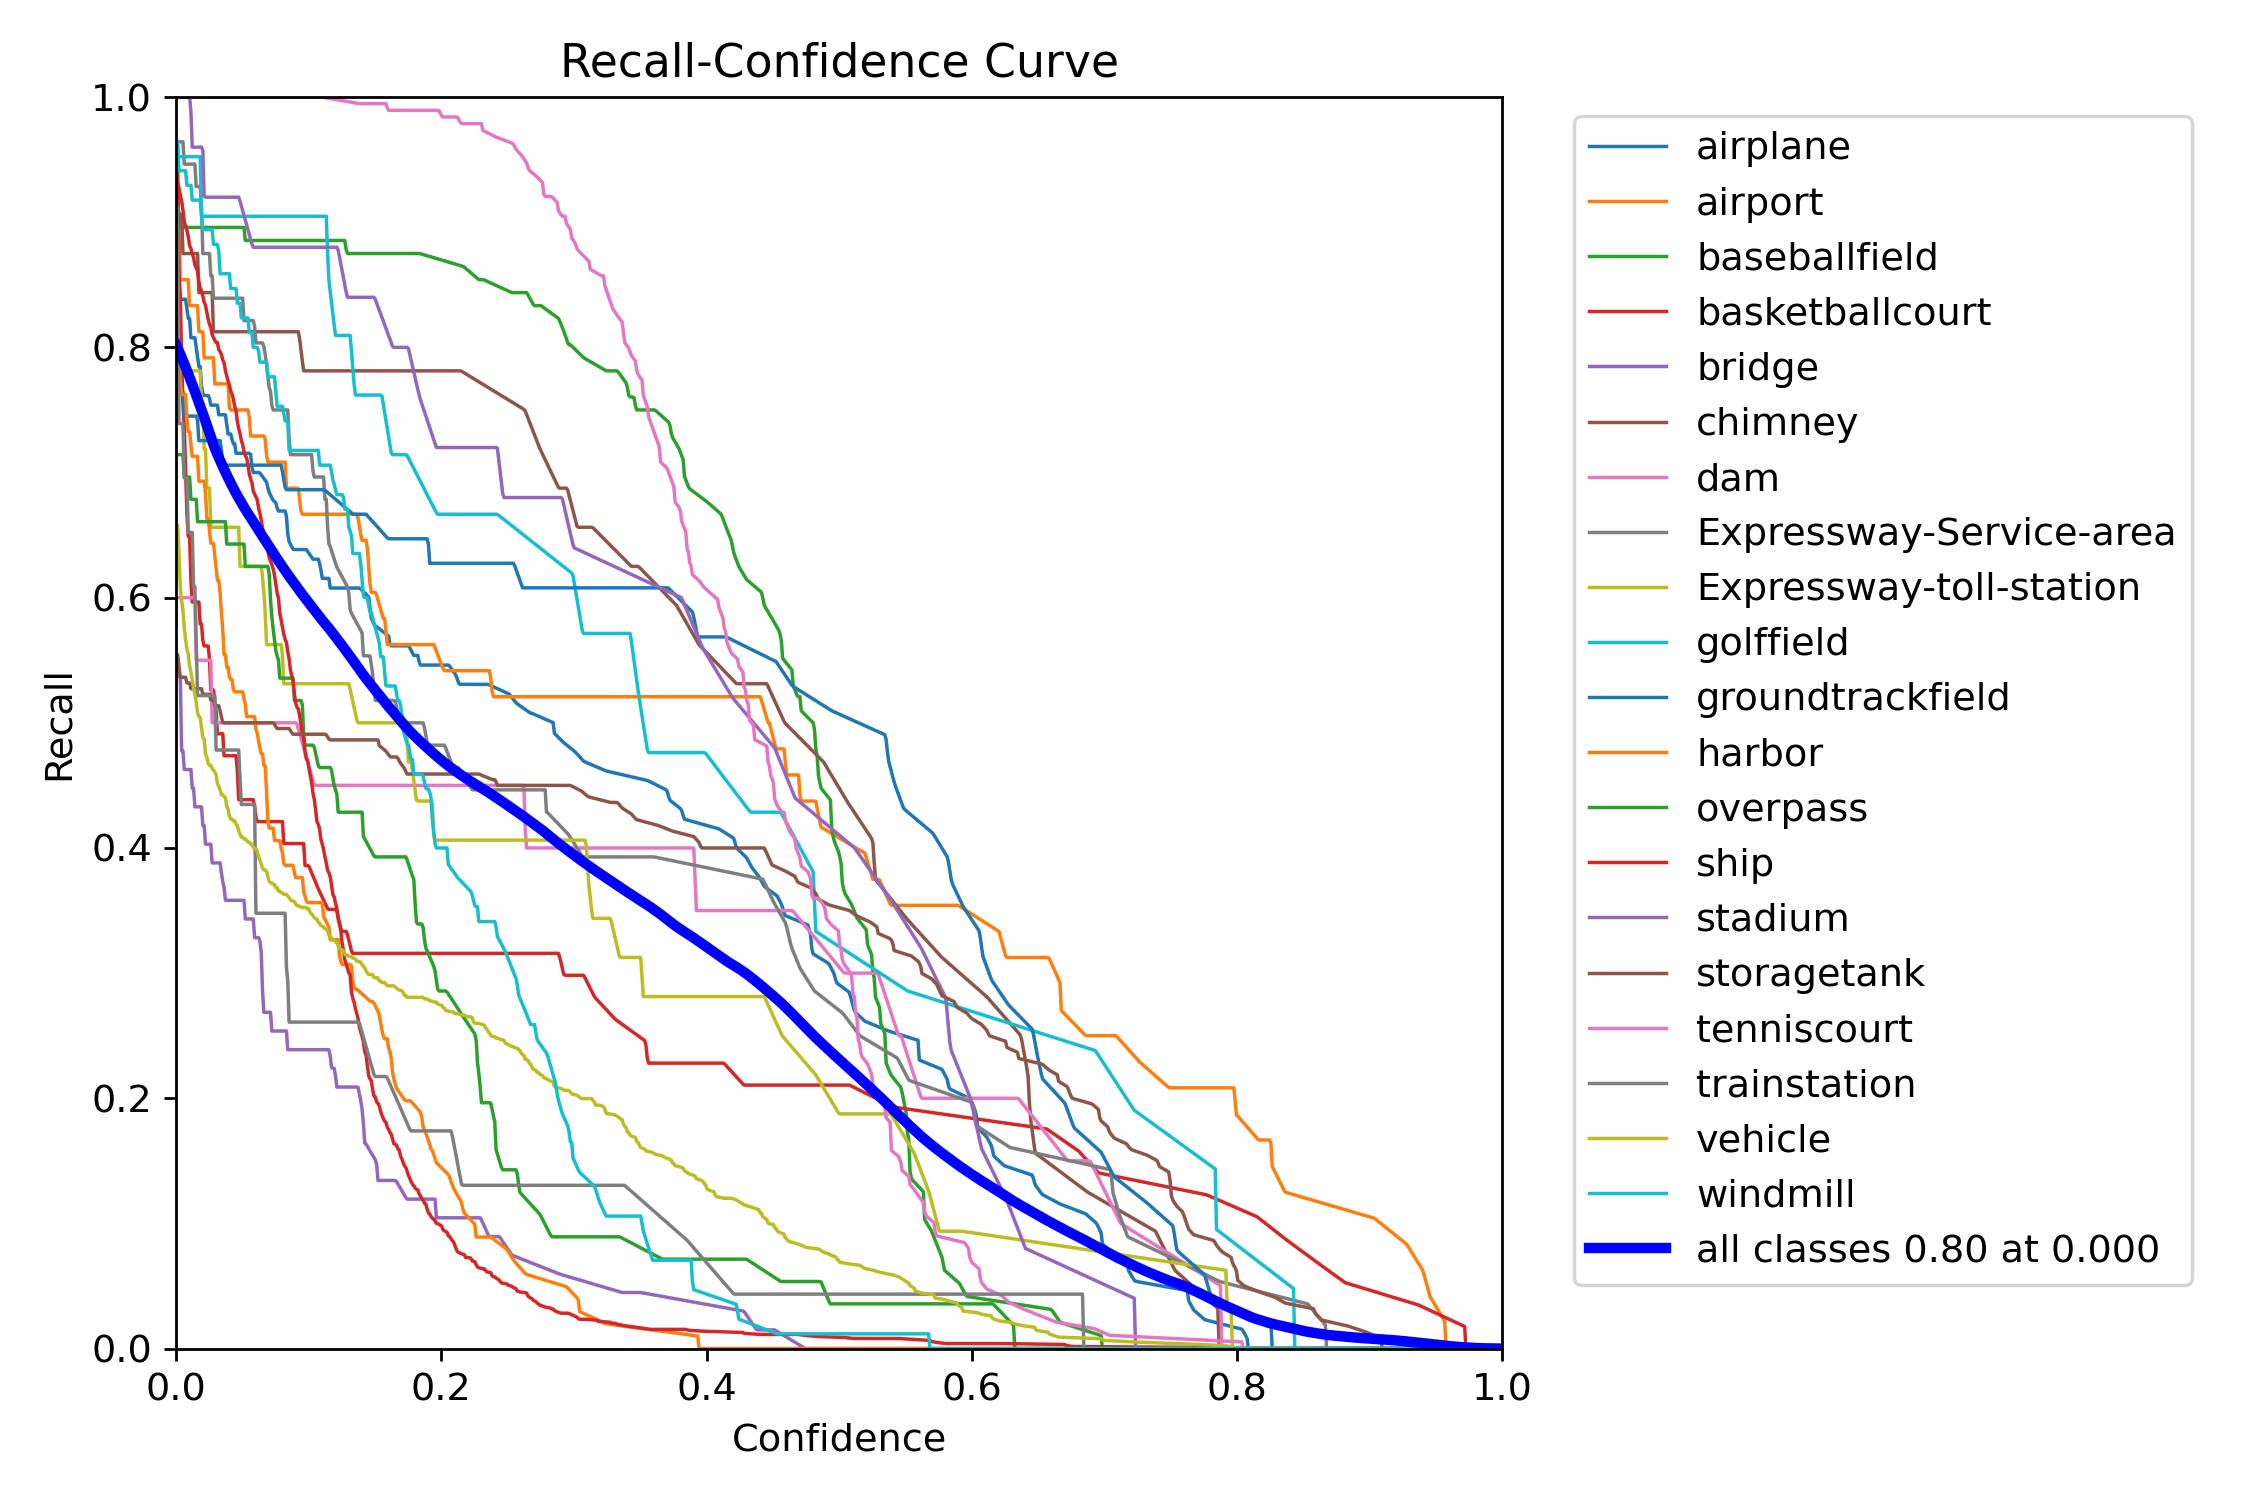 Recall-Confidence Curve
1.0
0.8
0.6
0.4
0.2
0.0
Recall
0.0 0.2 0.4 0.6 0.8 1.0
Confidence
airplane
airport
baseballfield
basketballcourt
bridge
chimney
dam
Expressway-Service-area
Expressway-toll-station
golffield
groundtrackfield
harbor
overpass
ship
stadium
storagetank
tenniscourt
trainstation
vehicle
windmill
all classes 0.80 at 0.000